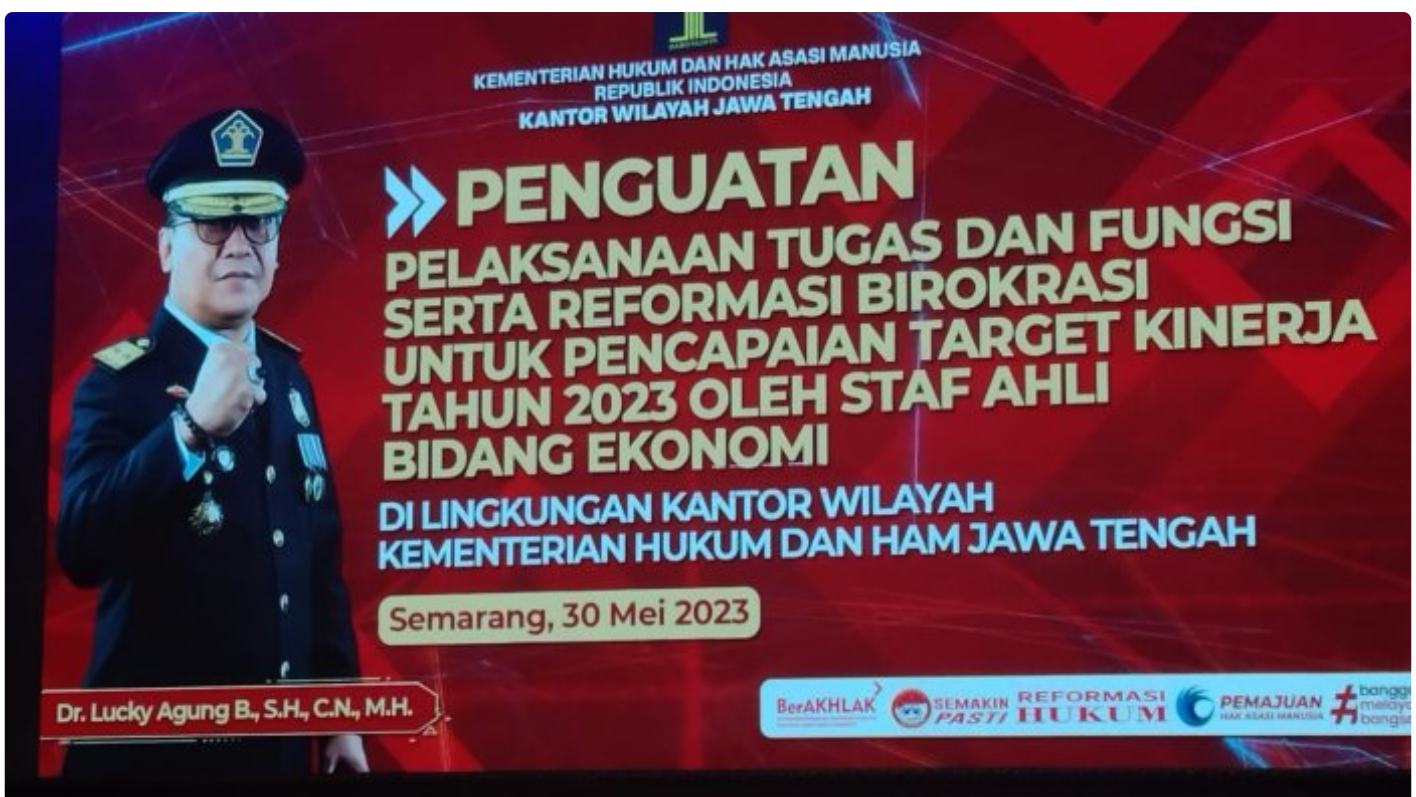 KEMENTERIAN HUKUM DAN HAK ASASI MANUSIA
REPUBLIK INDONESIA
KANTOR WILAYAH JAWA TENGAH
PENGUATAN
PELAKSANAAN TUGAS DAN FUNGSI
SERTA REFORMASI BIROKRASI
UNTUK PENCAPAIAN TARGET KINERJA
TAHUN 2023 OLEH STAF AHLI
BIDANG EKONOMI
DI LINGKUNGAN KANTOR WILAYAH
KEMENTERIAN HUKUM DAN HAM JAWA TENGAH
Semarang, 30 Mei 2023
Dr. Lucky Agung B., S.H., C.N., M.H.
BerAKHLAK
SEMAKIN
PASTI
REFORMASI
HUKUM
PEMAJUAN
HAK ASASI MANUSIA
#